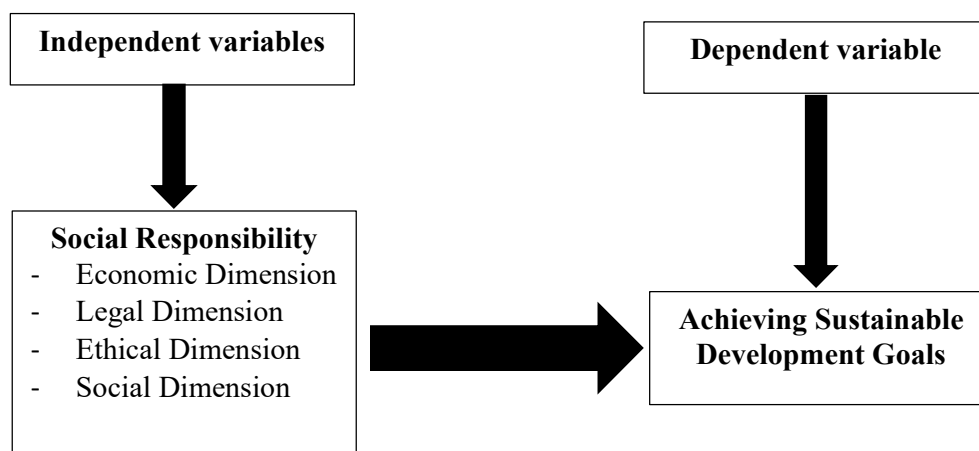 Independent variables
Dependent variable
Social Responsibility
- Economic Dimension
- Legal Dimension
- Ethical Dimension
- Social Dimension
Achieving Sustainable
Development Goals